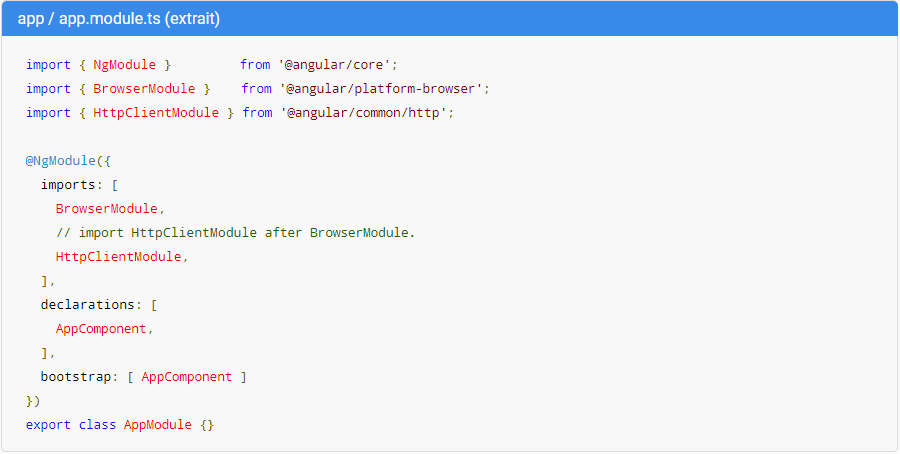 app / app.module.ts (extrait)
import { NgModule }         from '@angular/core';
import { BrowserModule }    from '@angular/platform-browser';
import { HttpClientModule } from '@angular/common/http';

@NgModule({
  imports: [
    BrowserModule,
    // import HttpClientModule after BrowserModule.
    HttpClientModule,
  ],
  declarations: [
    AppComponent,
  ],
  bootstrap: [ AppComponent ]
})
export class AppModule {}